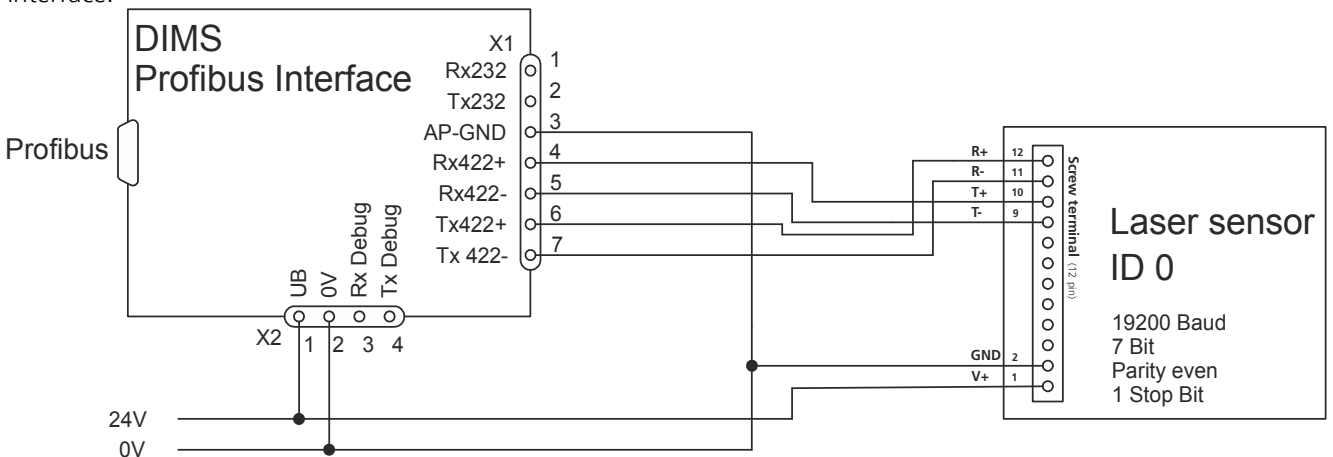 interface:
DIMS
Profibus Interface
Profibus
X1
Rx232 1
Tx232 2
AP-GND 3
Rx422+ 4
Rx422- 5
Tx422+ 6
Tx 422- 7
UB
0V
Rx Debug
Tx Debug
X2 1 2 3 4
24V
0V
R+ 12
R- 11
T+ 10
T- 9
GND 2
V+ 1
Screw terminal (12 pin)
Laser sensor
ID 0
19200 Baud
7 Bit
Parity even
1 Stop Bit